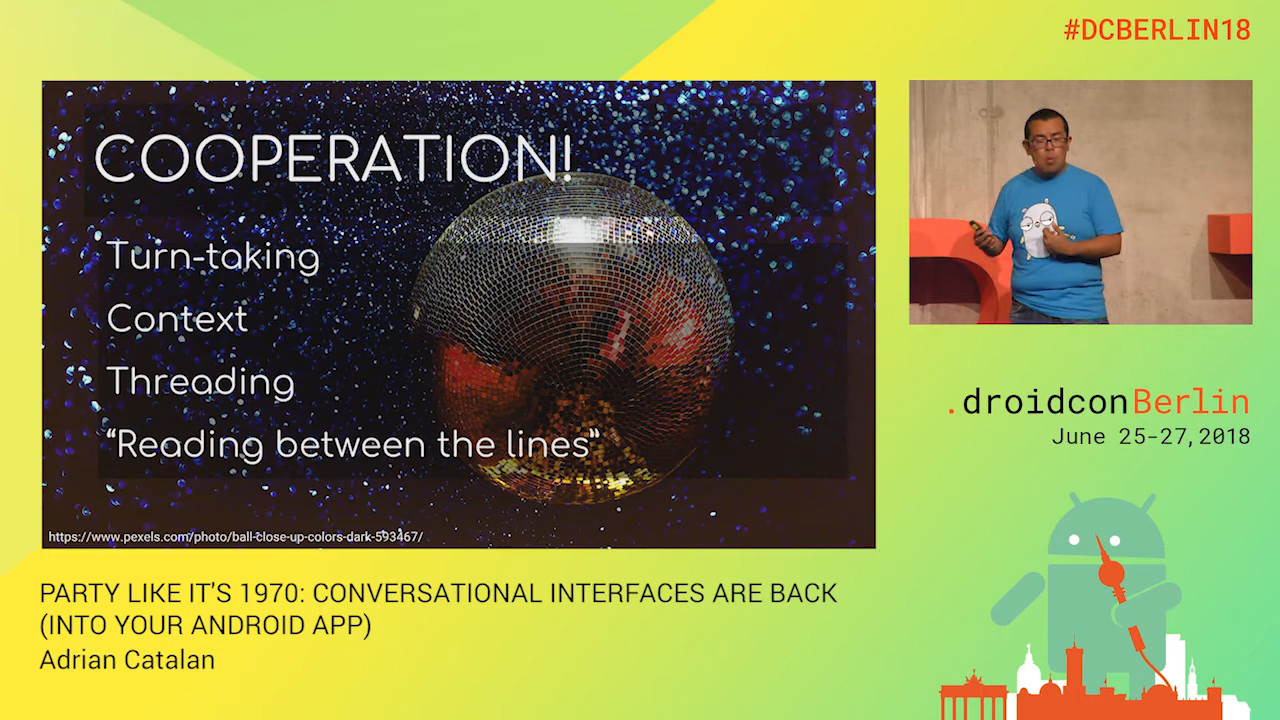 #DCBERLIN18
COOPERATION!
Turn-taking
Context
Threading
“Reading between the lines”
https://www.pexels.com/photo/ball-close-up-colors-dark-593467/
.droidconBerlin
June 25-27, 2018
PARTY LIKE IT'S 1970: CONVERSATIONAL INTERFACES ARE BACK
(INTO YOUR ANDROID APP)
Adrian Catalan